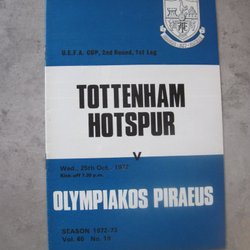 U.E.F.A. CUP, 2nd Round, 1st Leg
TOTTENHAM
HOTSPUR
V
Wed., 25th Oct., 1972
Kick-off 7.30 p.m.
OLYMPIAKOS PIRAEUS
SEASON 1972-73
Vol. 65 No. 18